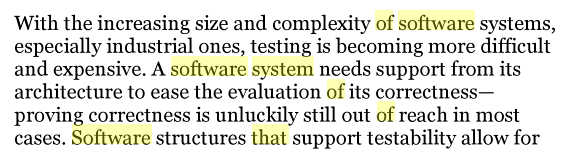 With the increasing size and complexity of software systems,
especially industrial ones, testing is becoming more difficult
and expensive. A software system needs support from its
architecture to ease the evaluation of its correctness—
proving correctness is unluckily still out of reach in most
cases. Software structures that support testability allow for